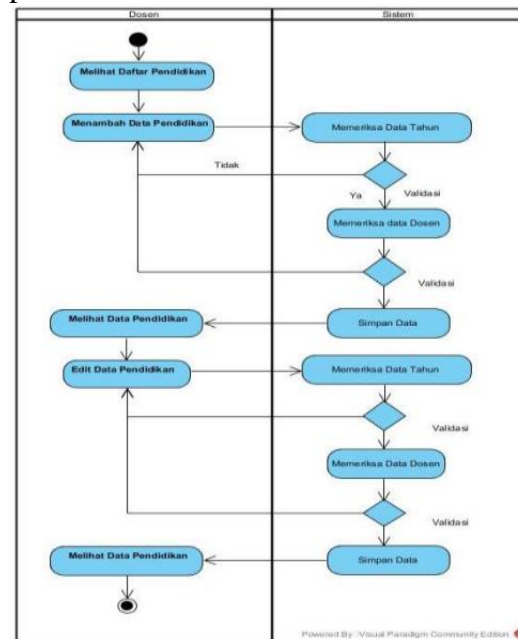 Dosen
Sistem
Melihat Daftar Pendidikan
Menambah Data Pendidikan
Memeriksa Data Tahun
Tidak
Ya
Validasi
Memeriksa data Dosen
Validasi
Melihat Data Pendidikan
Simpan Data
Edit Data Pendidikan
Memeriksa Data Tahun
Validasi
Memeriksa Data Dosen
Validasi
Melihat Data Pendidikan
Simpan Data
Powered By Visual Paradigm Community Edition